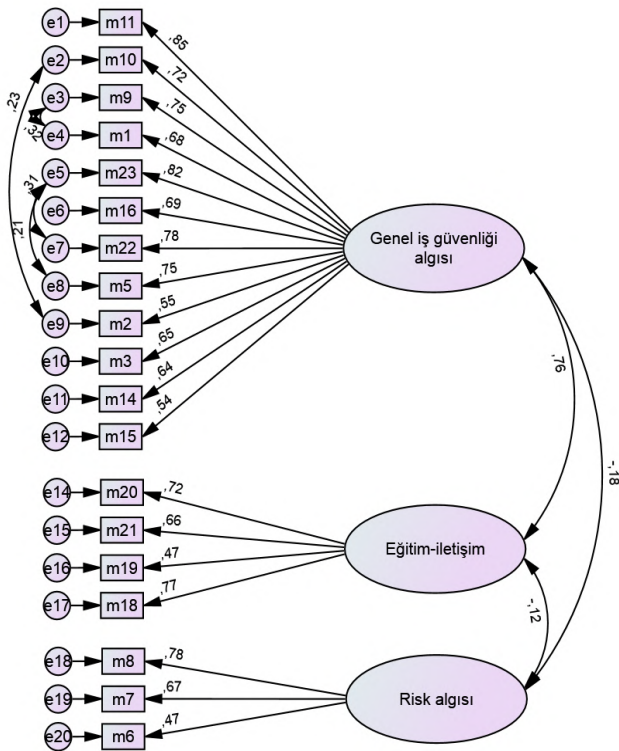 e1 m11 ,85
e2 m10 ,72
,23
e3 m9 ,75
e4 m1 ,68
e5 m23 ,82
,31
e6 m16 ,69
,21
e7 m22 ,78
Genel iş güvenliği
algısı
e8 m5 ,75
e9 m2 ,55
e10 m3 ,65
,76
e11 m14 ,64
e12 m15 ,54
-,18
e14 m20 ,72
e15 m21 ,66
Eğitim-iletişim
e16 m19 ,47
e17 m18 ,77
-,12
e18 m8 ,78
e19 m7 ,67
Risk algısı
e20 m6 ,47